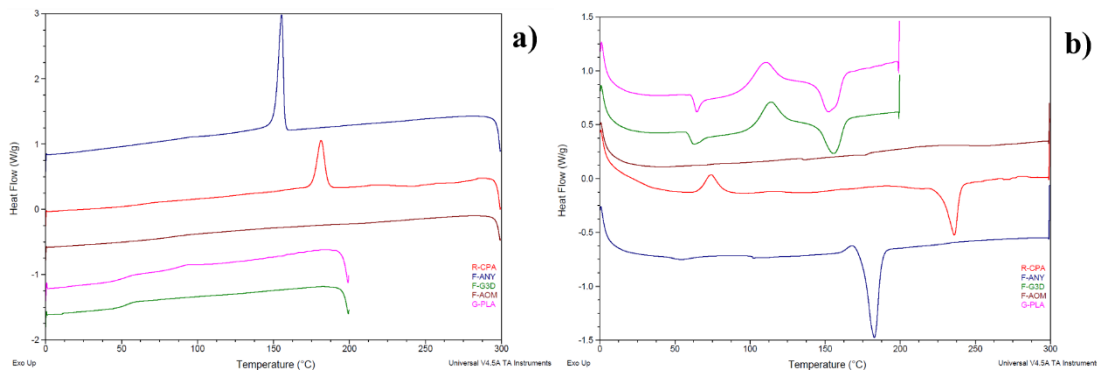 a)
3
2
1
0
-1
-2
Heat Flow (W/g)
R-CPA
F-ANY
F-G3D
F-AOM
G-PLA
0 50 100 150 200 250 300
Exo Up Temperature (°C) Universal V4.5A TA Instruments
b)
1.5
1.0
0.5
0.0
-0.5
-1.0
-1.5
Heat Flow (W/g)
R-CPA
F-ANY
F-G3D
F-AOM
G-PLA
0 50 100 150 200 250 300
Exo Up Temperature (°C) Universal V4.5A TA Instruments